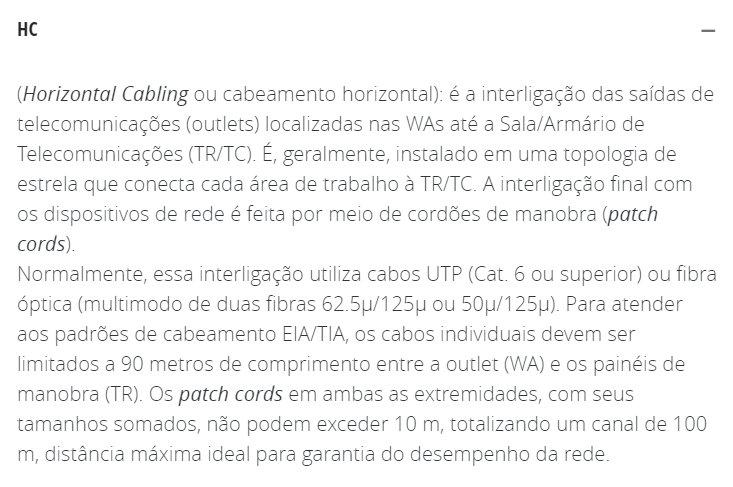 HC
(Horizontal Cabling ou cabeamento horizontal): é a interligação das saídas de
telecomunicações (outlets) localizadas nas WAs até a Sala/Armário de
Telecomunicações (TR/TC). É, geralmente, instalado em uma topologia de
estrela que conecta cada área de trabalho à TR/TC. A interligação final com
os dispositivos de rede é feita por meio de cordões de manobra (patch
cords).
Normalmente, essa interligação utiliza cabos UTP (Cat. 6 ou superior) ou fibra
óptica (multimodo de duas fibras 62.5µ/125µ ou 50µ/125µ). Para atender
aos padrões de cabeamento EIA/TIA, os cabos individuais devem ser
limitados a 90 metros de comprimento entre a outlet (WA) e os painéis de
manobra (TR). Os patch cords em ambas as extremidades, com seus
tamanhos somados, não podem exceder 10 m, totalizando um canal de 100
m, distância máxima ideal para garantia do desempenho da rede.